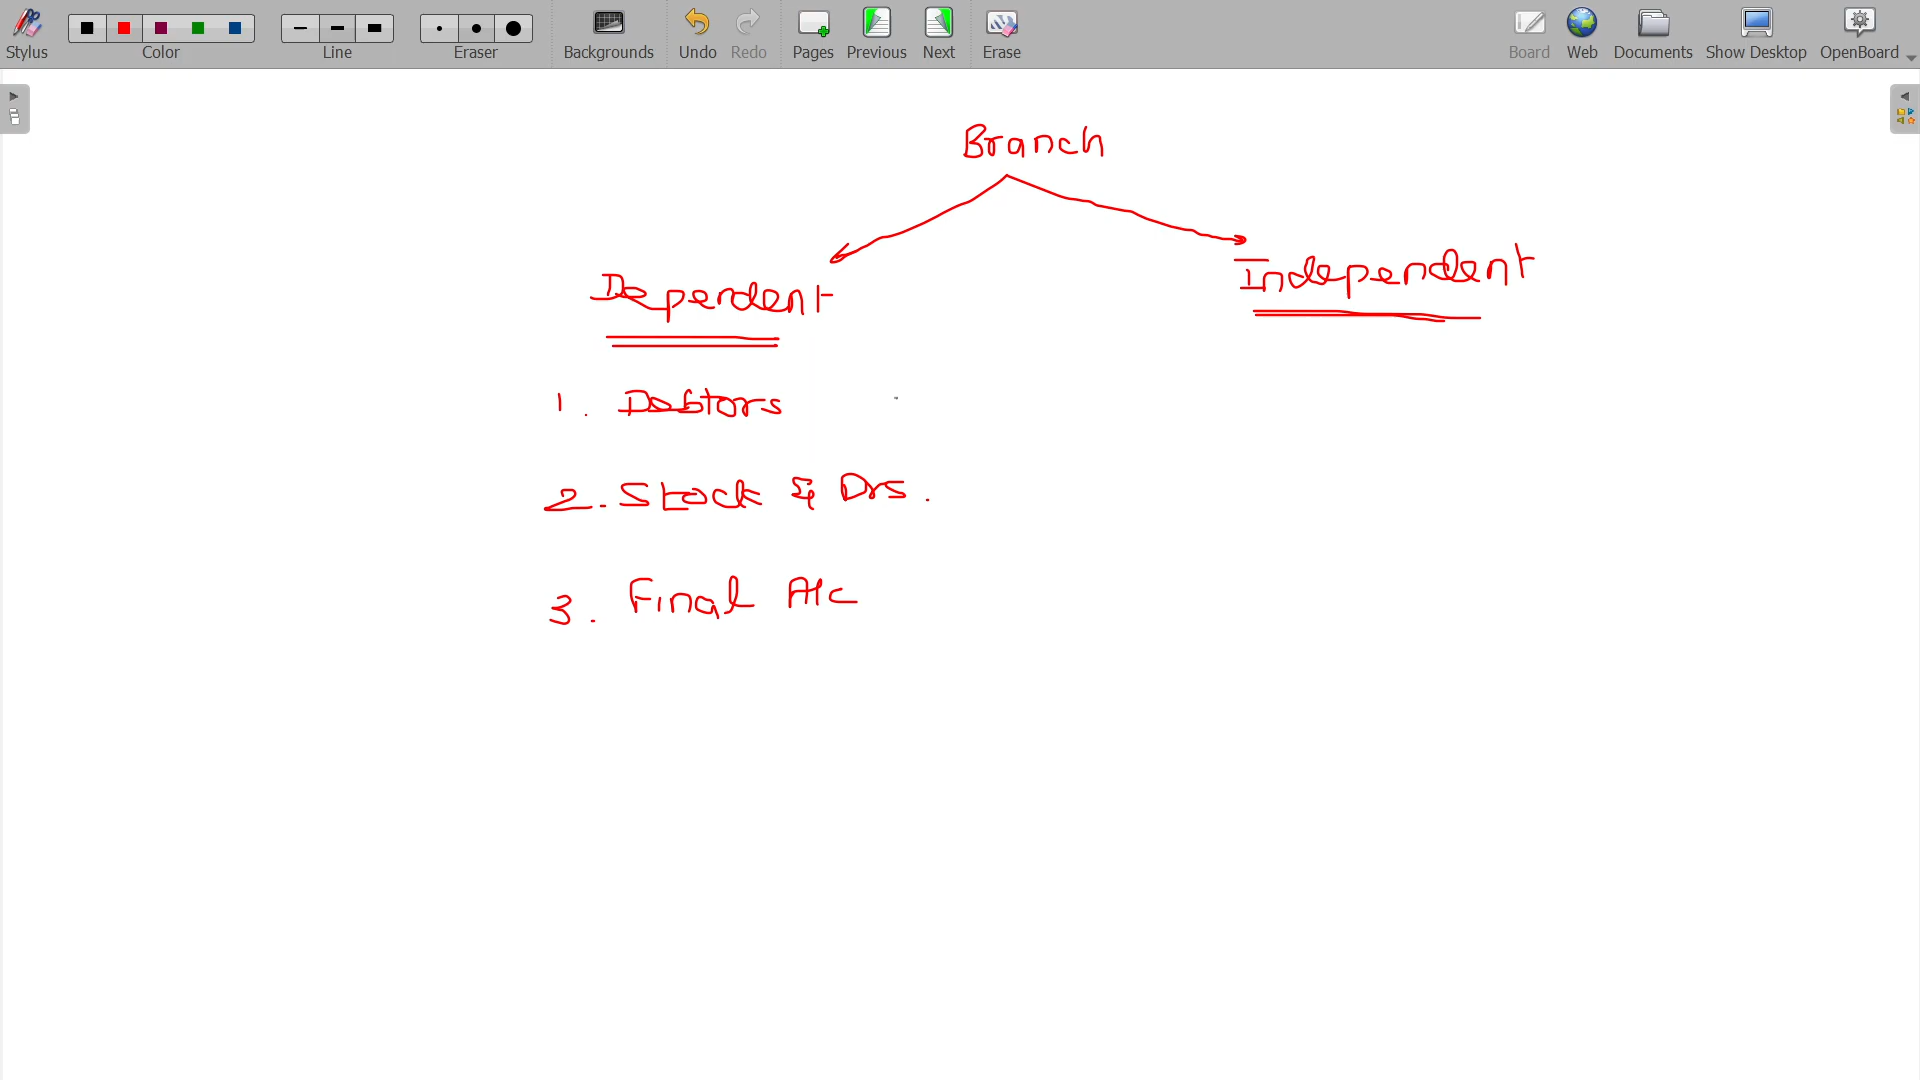 Stylus Color Line Eraser Backgrounds Undo Redo Pages Previous Next Erase Board Web Documents Show Desktop OpenBoard
Branch
Dependent Independent
1. Debtors
2. Stock & Drs.
3. Final A/c